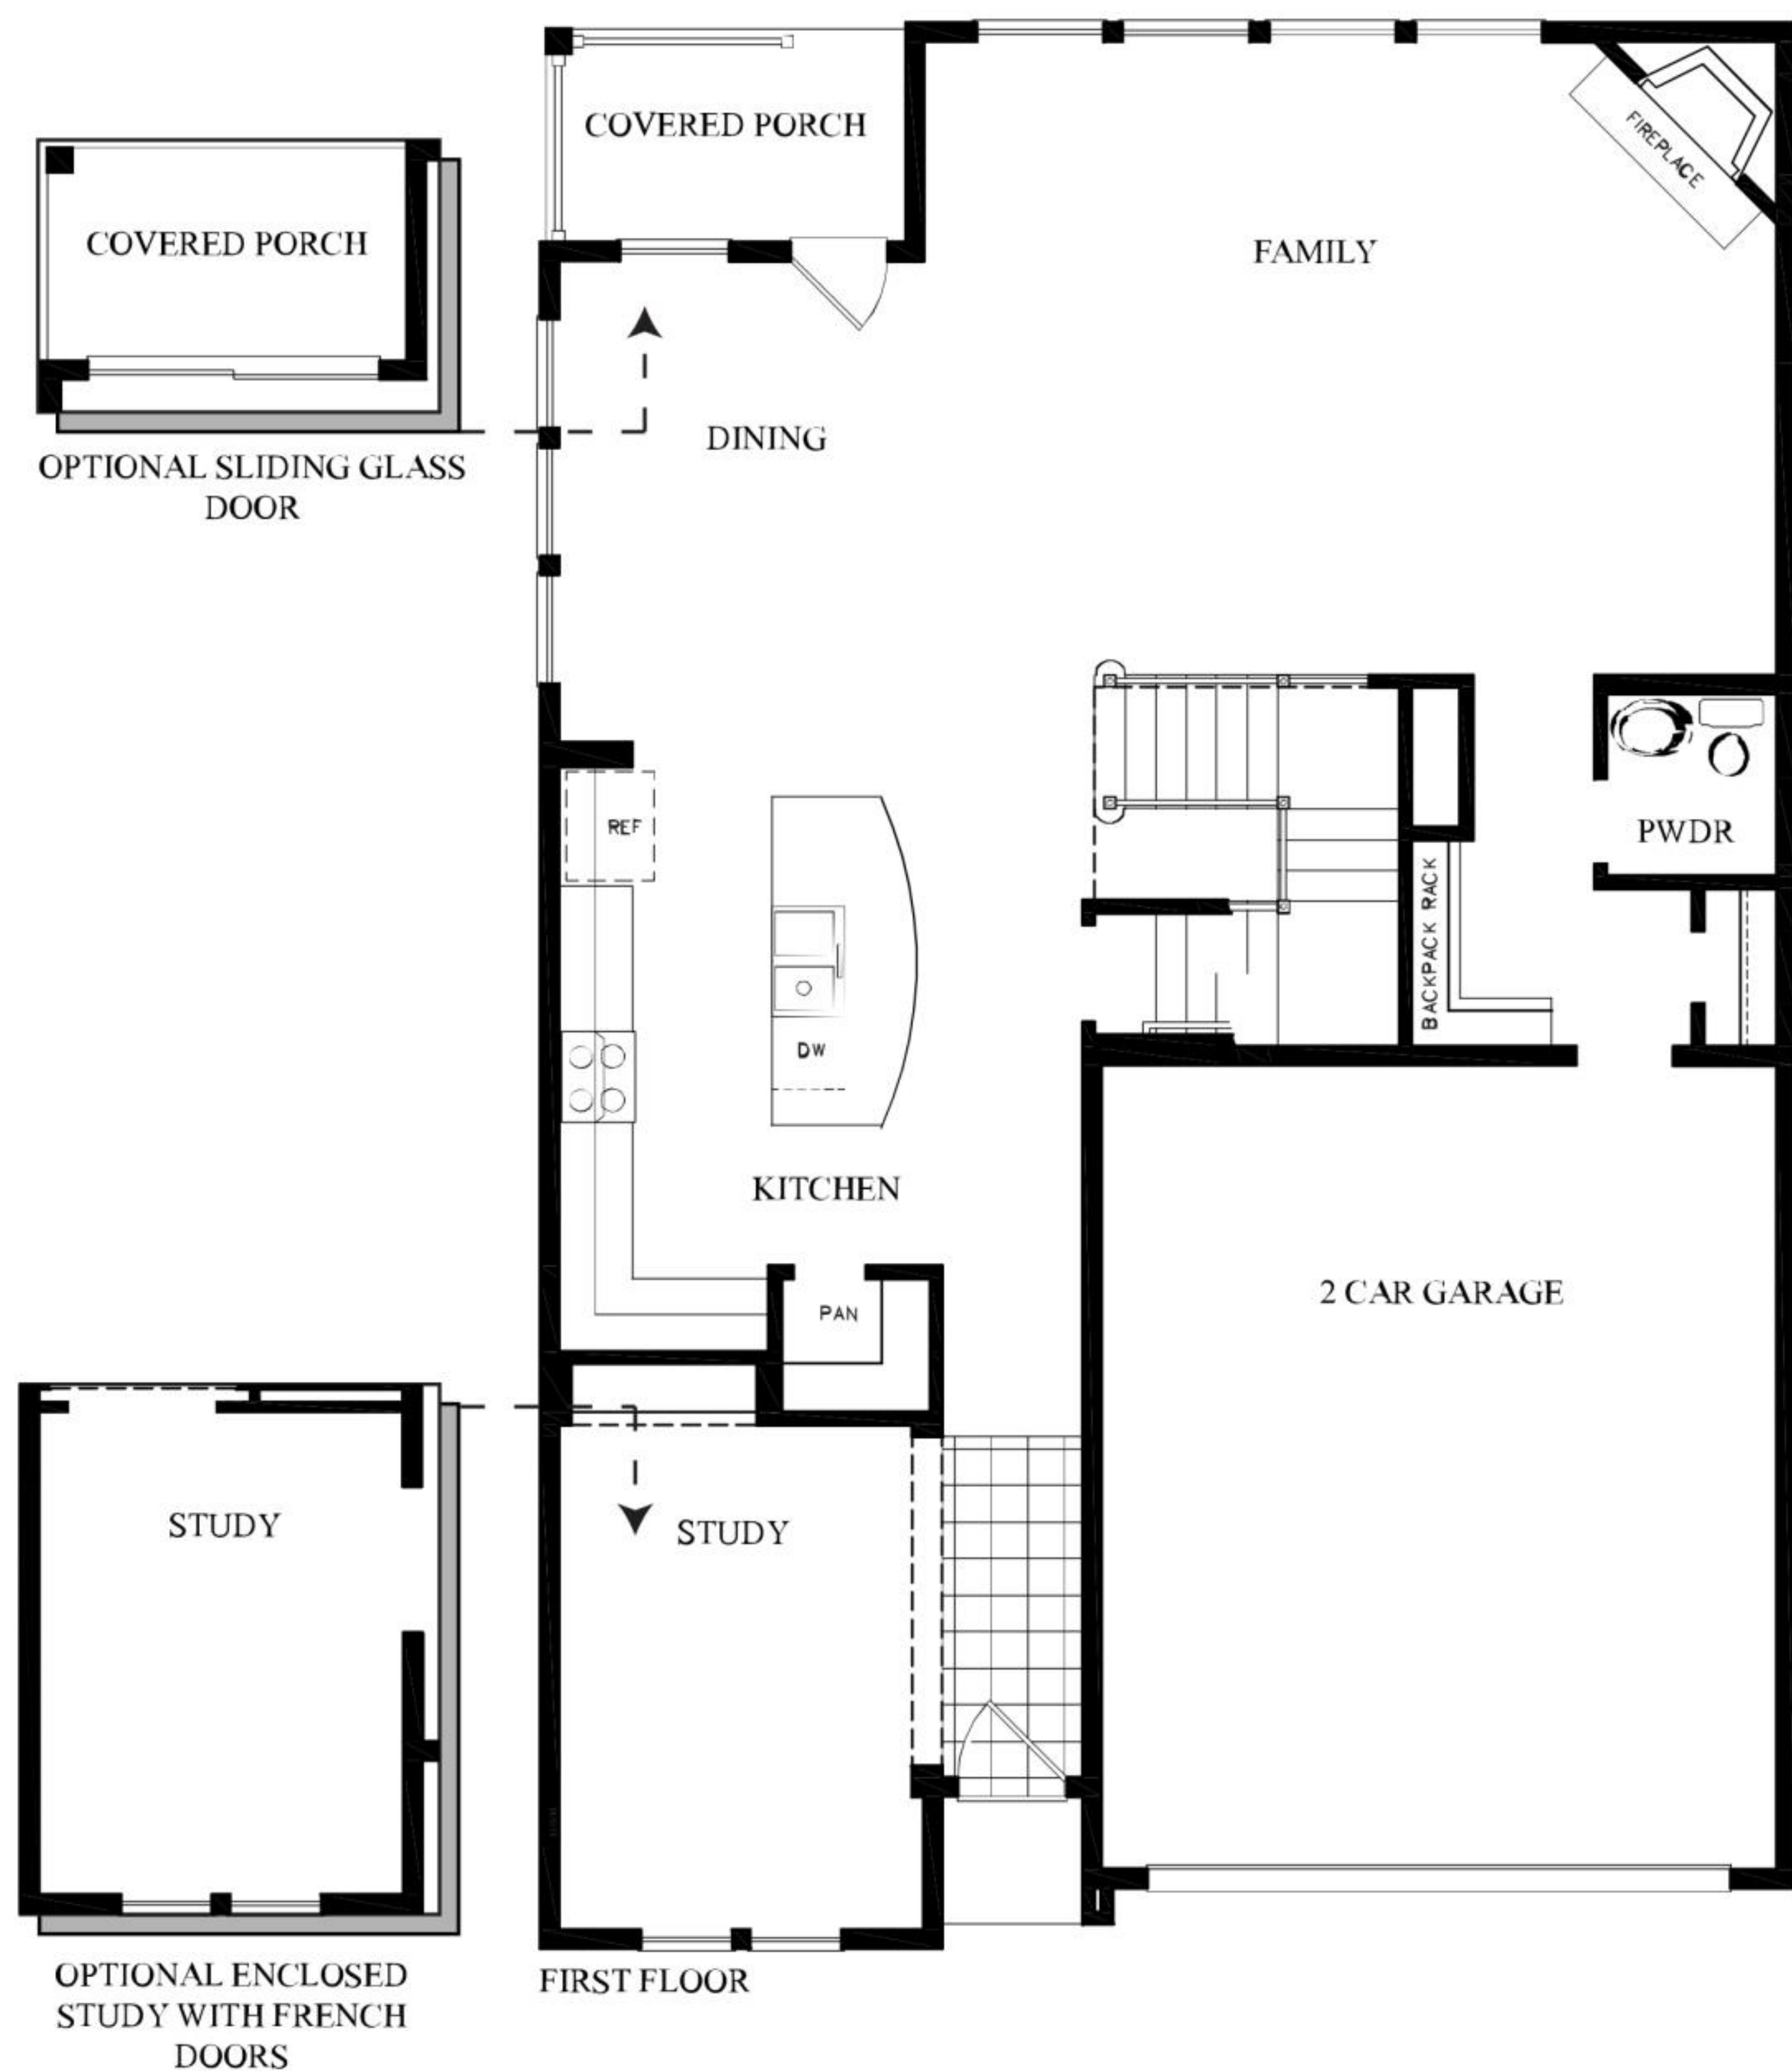 COVERED PORCH
FIREPLACE
COVERED PORCH
FAMILY
DINING
OPTIONAL SLIDING GLASS
DOOR
REF
PWDR
BACKPACK RACK
DW
KITCHEN
2 CAR GARAGE
PAN
STUDY
STUDY
OPTIONAL ENCLOSED
STUDY WITH FRENCH
DOORS
FIRST FLOOR